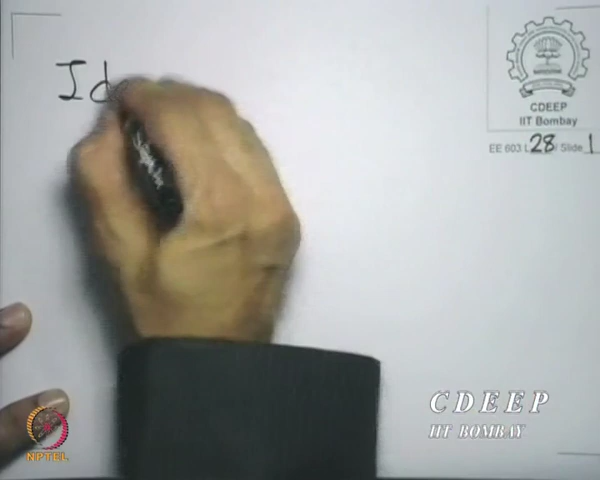 CDEEP
IIT Bombay
EE 603 L 28 / Slide 1
Id
CDEEP
IIT BOMBAY
NPTEL